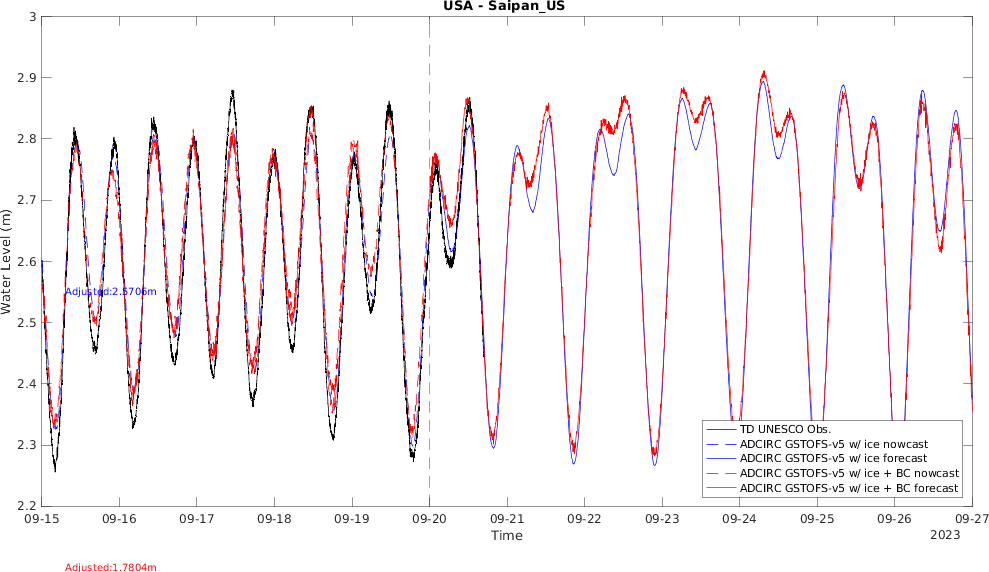 USA - Saipan_US
3
2.9
2.8
2.7
2.6
2.5
2.4
2.3
2.2
Water Level (m)
Adjusted:2.5706m
TD UNESCO Obs.
ADCIRC GSTOFS-v5 w/ ice nowcast
ADCIRC GSTOFS-v5 w/ ice forecast
ADCIRC GSTOFS-v5 w/ ice + BC nowcast
ADCIRC GSTOFS-v5 w/ ice + BC forecast
09-15 09-16 09-17 09-18 09-19 09-20 09-21 09-22 09-23 09-24 09-25 09-26 09-27
Time
2023
Adjusted:1.7804m